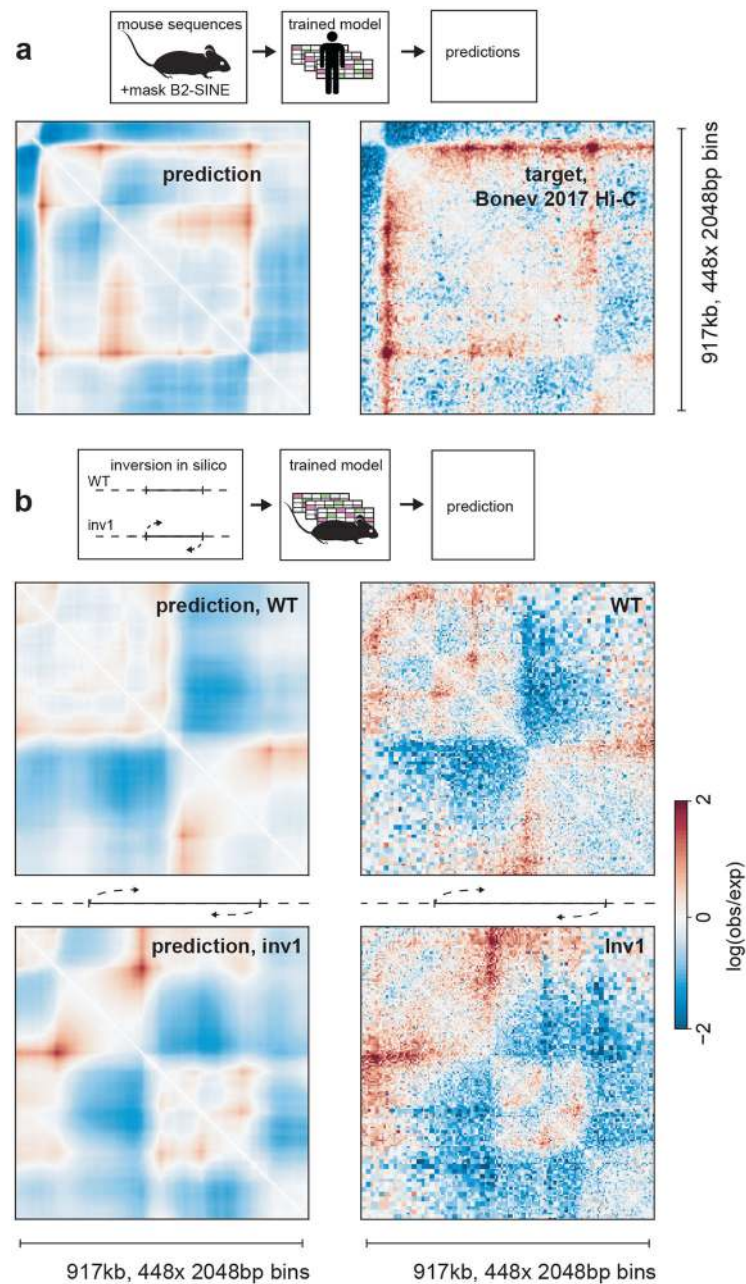 a
mouse sequences
+mask B2-SINE
trained model
predictions
prediction
target,
Bonev 2017 Hi-C
917kb, 448x 2048bp bins
b
inversion in silico
WT
inv1
trained model
prediction
prediction, WT
WT
prediction, inv1
Inv1
2
0
−2
log(obs/exp)
917kb, 448x 2048bp bins
917kb, 448x 2048bp bins